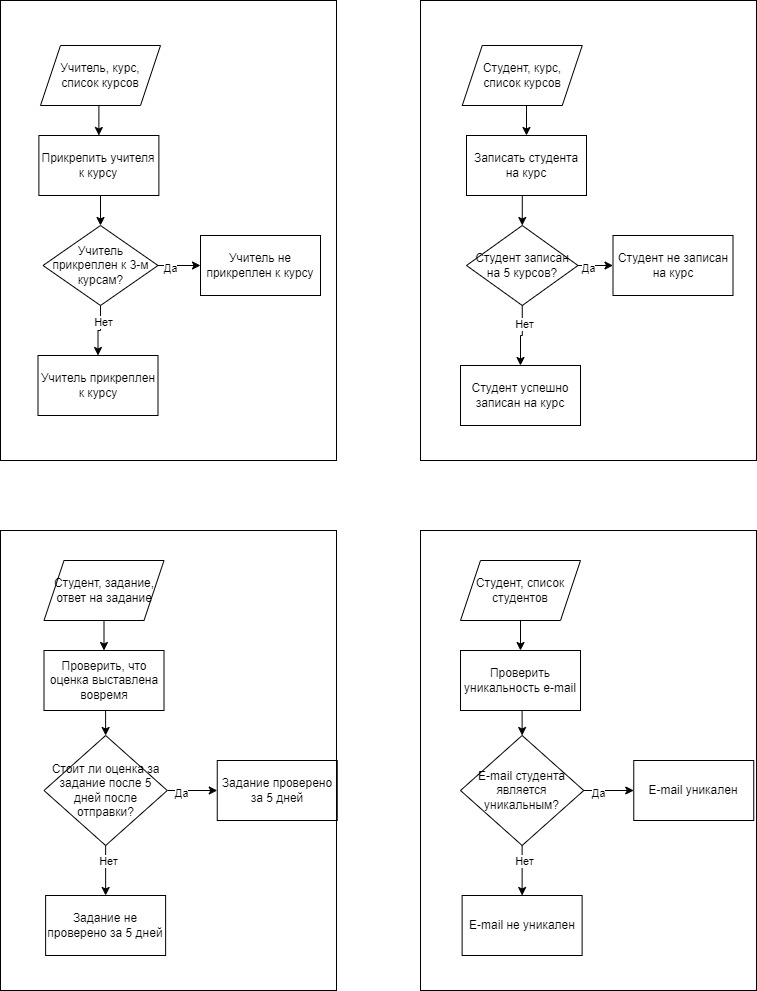 Учитель, курс,
список курсов
Прикрепить учителя
к курсу
Учитель
прикреплен к 3-м
курсам?
Да
Учитель не
прикреплен к курсу
Нет
Учитель прикреплен
к курсу
Студент, курс,
список курсов
Записать студента
на курс
Студент записан
на 5 курсов?
Да
Студент не записан
на курс
Нет
Студент успешно
записан на курс
Студент, задание,
ответ на задание
Проверить, что
оценка выставлена
вовремя
Стоит ли оценка за
задание после 5
дней после
отправки?
Да
Задание проверено
за 5 дней
Нет
Задание не
проверено за 5 дней
Студент, список
студентов
Проверить
уникальность e-mail
E-mail студента
является
уникальным?
Да
E-mail уникален
Нет
E-mail не уникален